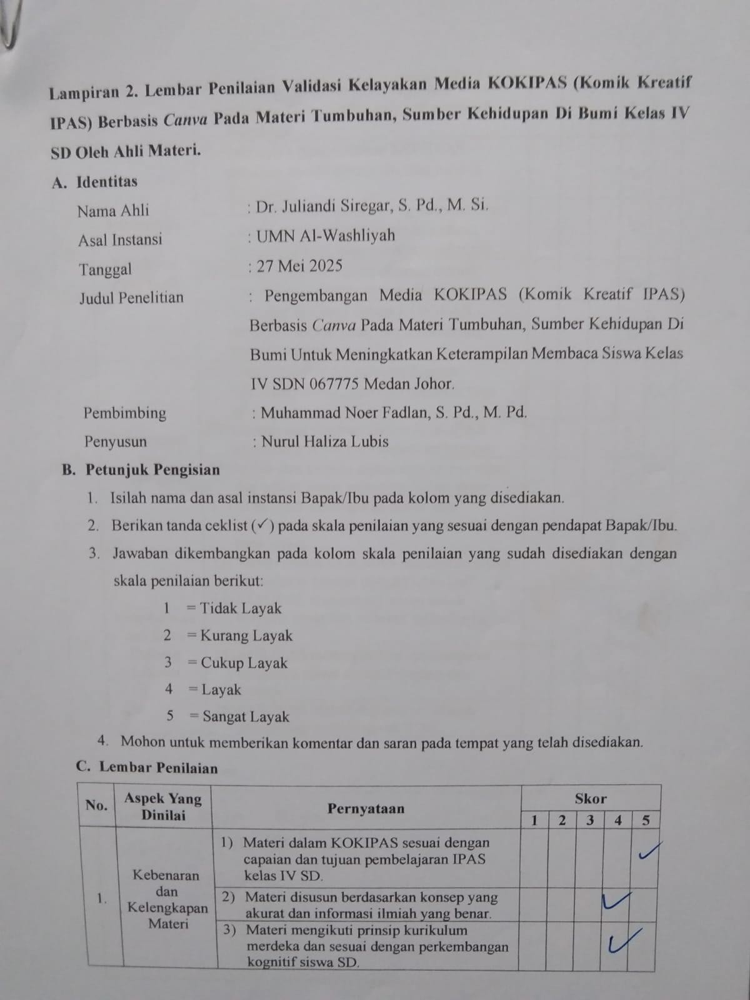 Lampiran 2. Lembar Penilaian Validasi Kelayakan Media KOKIPAS (Komik Kreatif
IPAS) Berbasis Canva Pada Materi Tumbuhan, Sumber Kehidupan Di Bumi Kelas IV
SD Oleh Ahli Materi.
A. Identitas
Nama Ahli : Dr. Juliandi Siregar, S. Pd., M. Si.
Asal Instansi : UMN Al-Washliyah
Tanggal : 27 Mei 2025
Judul Penelitian : Pengembangan Media KOKIPAS (Komik Kreatif IPAS)
Berbasis Canva Pada Materi Tumbuhan, Sumber Kehidupan Di
Bumi Untuk Meningkatkan Keterampilan Membaca Siswa Kelas
IV SDN 067775 Medan Johor.
Pembimbing : Muhammad Noer Fadlan, S. Pd., M. Pd.
Penyusun : Nurul Haliza Lubis
B. Petunjuk Pengisian
1. Isilah nama dan asal instansi Bapak/Ibu pada kolom yang disediakan.
2. Berikan tanda ceklist (✓) pada skala penilaian yang sesuai dengan pendapat Bapak/Ibu.
3. Jawaban dikembangkan pada kolom skala penilaian yang sudah disediakan dengan
skala penilaian berikut:
1 = Tidak Layak
2 = Kurang Layak
3 = Cukup Layak
4 = Layak
5 = Sangat Layak
4. Mohon untuk memberikan komentar dan saran pada tempat yang telah disediakan.
C. Lembar Penilaian
No.
Aspek Yang
Dinilai
Pernyataan
Skor
1 2 3 4 5
1.
Kebenaran
dan
Kelengkapan
Materi
1) Materi dalam KOKIPAS sesuai dengan
capaian dan tujuan pembelajaran IPAS
kelas IV SD.
✓
2) Materi disusun berdasarkan konsep yang
akurat dan informasi ilmiah yang benar.
✓
3) Materi mengikuti prinsip kurikulum
merdeka dan sesuai dengan perkembangan
kognitif siswa SD.
✓